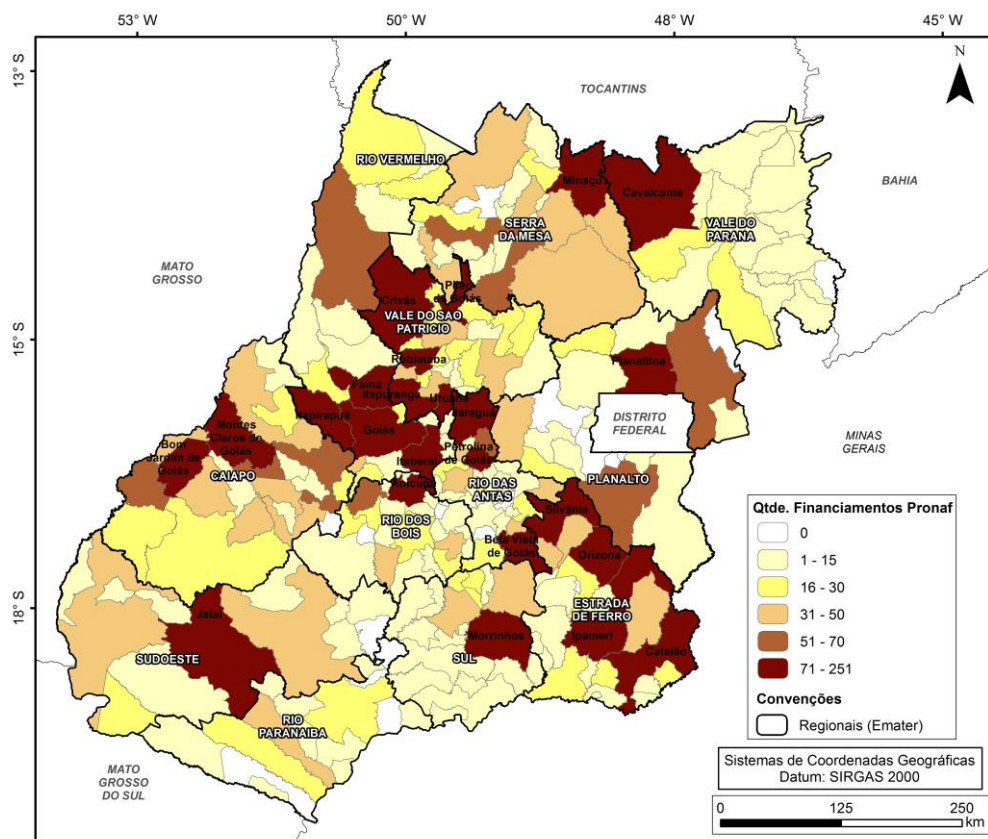 53° W 50° W 48° W 45° W
13° S
15° S
18° S
N
TOCANTINS
BAHIA
MATO
GROSSO
MINAS
GERAIS
MATO
GROSSO
DO SUL
DISTRITO
FEDERAL
RIO VERMELHO
Minaçu
Cavalcante
SERRA
DA MESA
VALE DO
PARANA
Crixás
de Goiás
VALE DO SAO
PATRICIO
Rubiataba
Planaltina
Faina
Itapuranga
Uruana
Itapirapuã
Jaraguá
Goiás
Montes
Claros de
Goiás
Bom
Jardim de
Goiás
Itaberaí
Petrolina
de Goiás
CAIAPO
Anicuns
RIO DAS
ANTAS
PLANALTO
RIO DOS
BOIS
Silvânia
Bela Vista
de Goiás
Orizona
ESTRADA
DE FERRO
Jataí
Morrinhos
Ipameri
Catalão
SUDOESTE
SUL
RIO
PARANAIBA
Qtde. Financiamentos Pronaf
0
1 - 15
16 - 30
31 - 50
51 - 70
71 - 251
Convenções
Regionais (Emater)
Sistemas de Coordenadas Geográficas
Datum: SIRGAS 2000
0 125 250
km